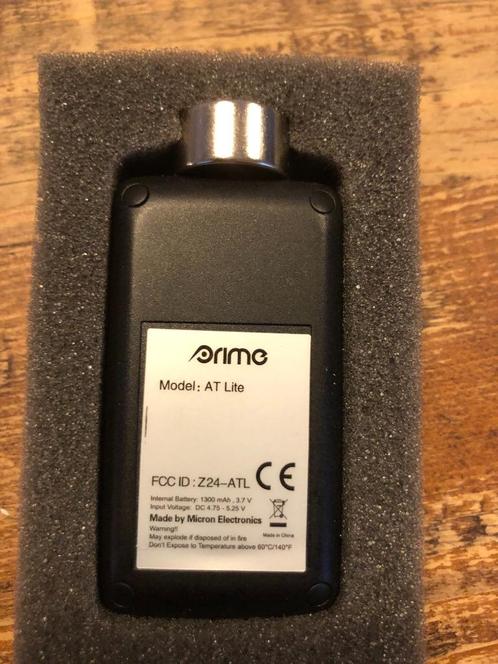 prime
Model: AT Lite
FCC ID : Z24-ATL CE
Internal Battery: 1300 mAh , 3.7 V
Input Voltage: DC 4.75 - 5.25 V
Made by Micron Electronics
Made in China
Warning!!
May explode if disposed of in fire
Don't Expose to Temperature above 60°C/140°F